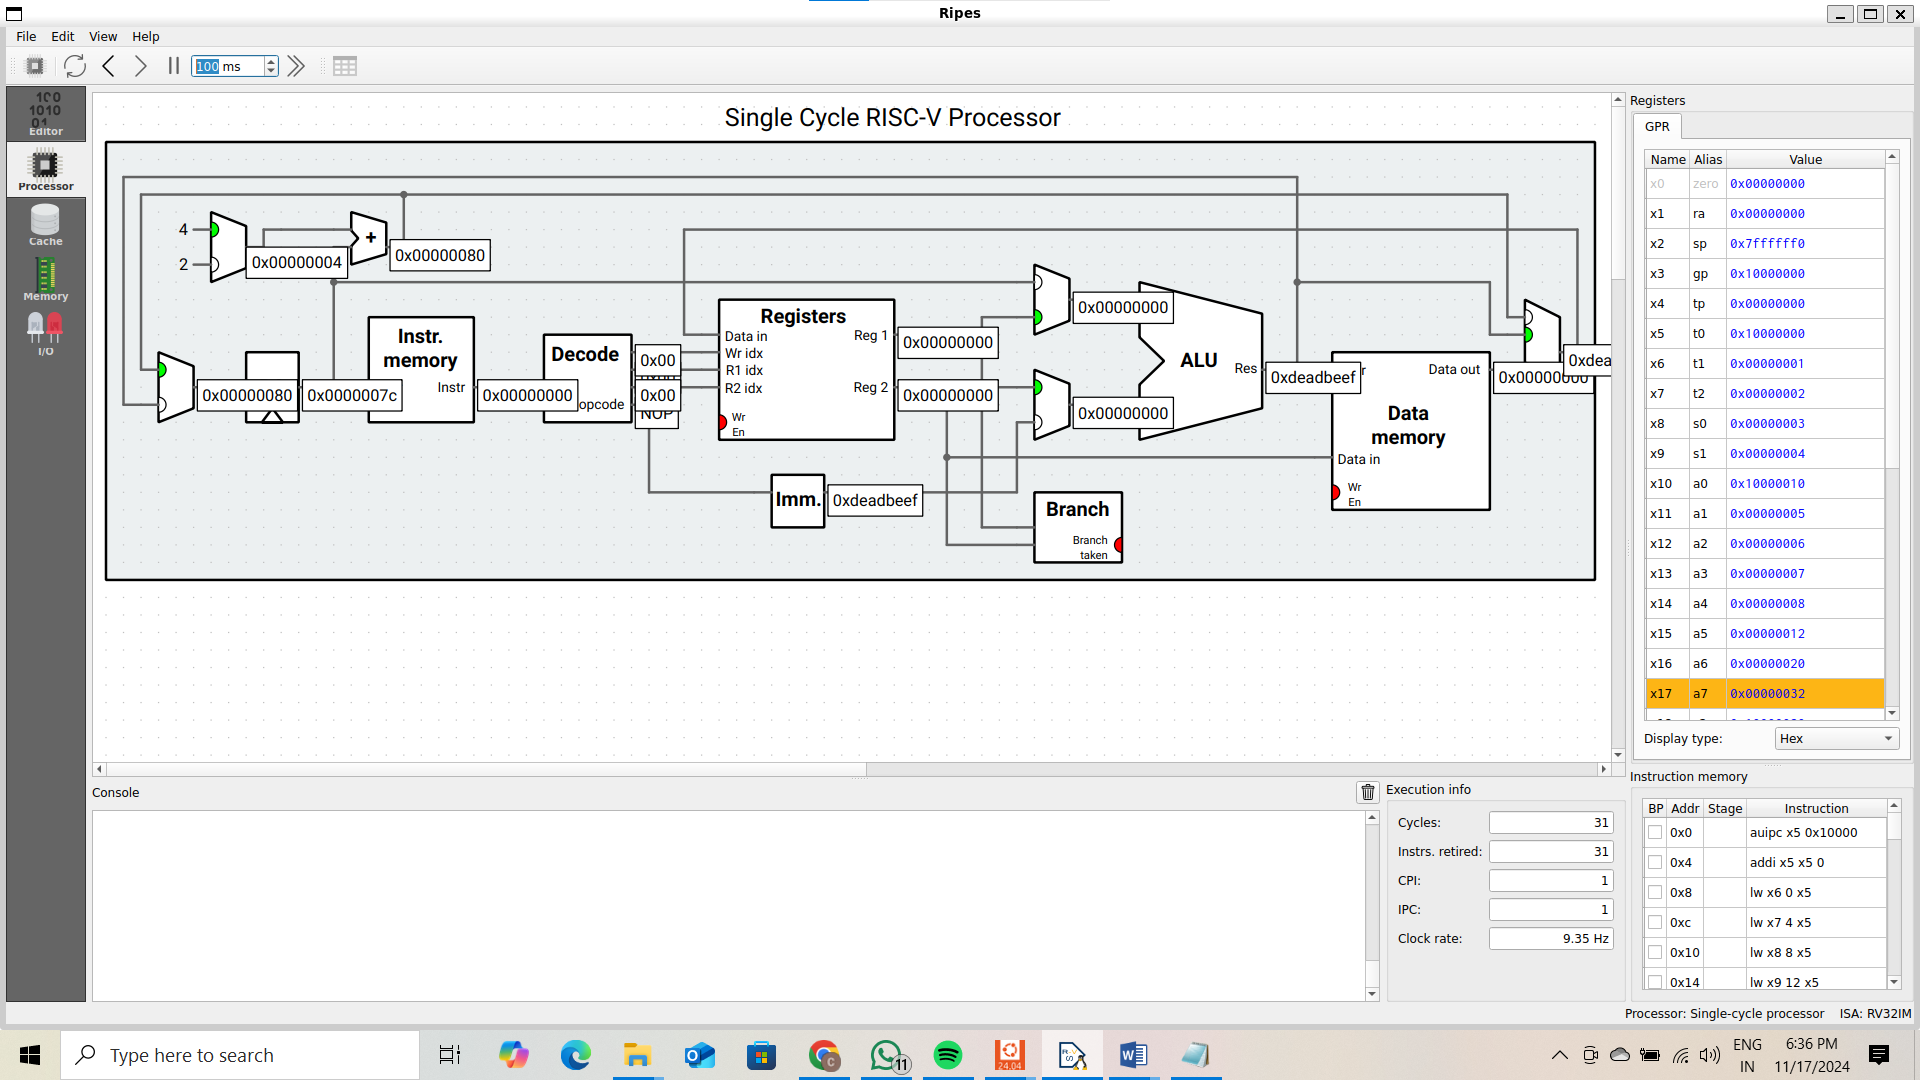 Ripes
File Edit View Help
100 ms
Editor
Processor
Cache
Memory
I/O
Single Cycle RISC-V Processor
4
2
0x00000004
+
0x00000080
0x00000080
0x0000007c
Instr.
memory
Instr
0x00000000
Decode
opcode
0x00
0x00
NOP
Registers
Data in
Wr idx
R1 idx
R2 idx
Wr
En
Reg 1
Reg 2
0x00000000
0x00000000
Imm.
0xdeadbeef
0x00000000
0x00000000
ALU
Res
0xdeadbeef
r
Branch
Branch
taken
Data out
Data
memory
Data in
Wr
En
0x00000000
0xdea
Registers
GPR
Name Alias Value
x0 zero 0x00000000
x1 ra 0x00000000
x2 sp 0x7ffffff0
x3 gp 0x10000000
x4 tp 0x00000000
x5 t0 0x10000000
x6 t1 0x00000001
x7 t2 0x00000002
x8 s0 0x00000003
x9 s1 0x00000004
x10 a0 0x10000010
x11 a1 0x00000005
x12 a2 0x00000006
x13 a3 0x00000007
x14 a4 0x00000008
x15 a5 0x00000012
x16 a6 0x00000020
x17 a7 0x00000032
Display type: Hex
Console
Execution info
Cycles: 31
Instrs. retired: 31
CPI: 1
IPC: 1
Clock rate: 9.35 Hz
Instruction memory
BP Addr Stage Instruction
0x0 auipc x5 0x10000
0x4 addi x5 x5 0
0x8 lw x6 0 x5
0xc lw x7 4 x5
0x10 lw x8 8 x5
0x14 lw x9 12 x5
Processor: Single-cycle processor ISA: RV32IM
Type here to search
11
24.04
ENG
IN
6:36 PM
11/17/2024